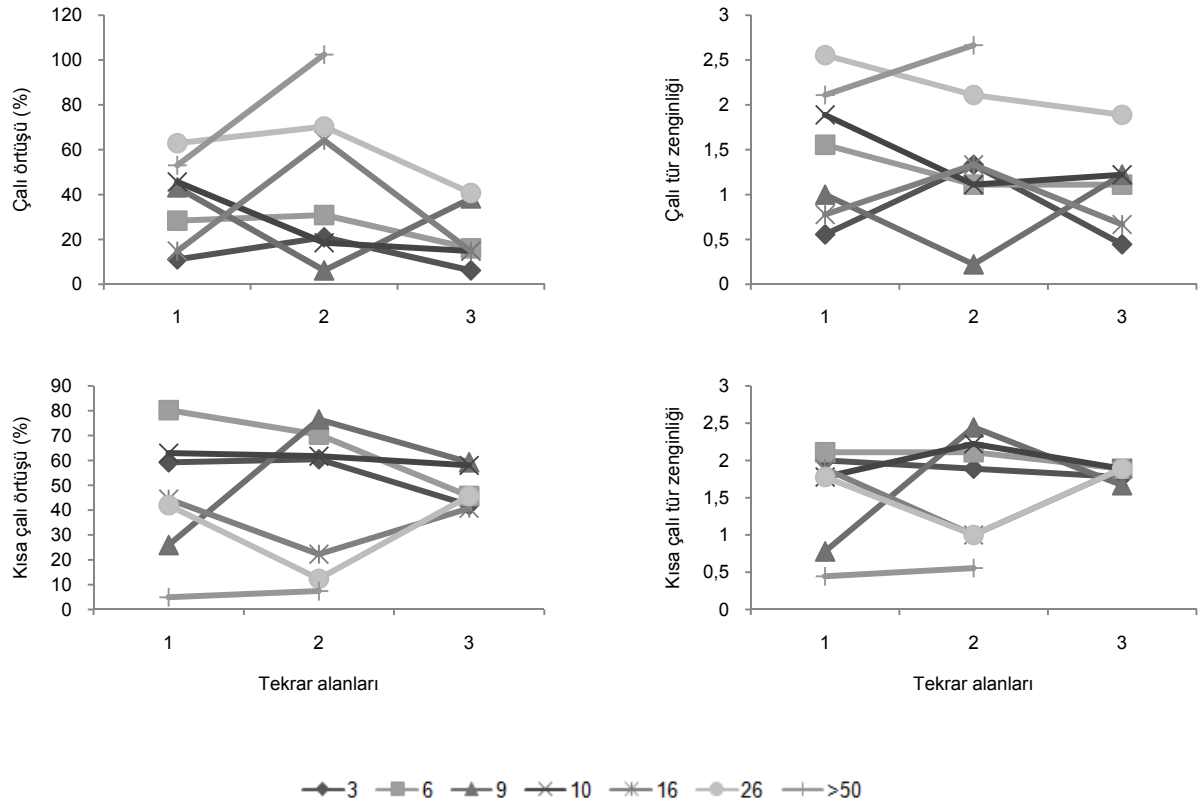 Çalı örtüşü (%)
120
100
80
60
40
20
0
1 2 3
Çalı tür zenginliği
3
2,5
2
1,5
1
0,5
0
1 2 3
Kısa çalı örtüşü (%)
90
80
70
60
50
40
30
20
10
0
1 2 3
Tekrar alanları
Kısa çalı tür zenginliği
3
2,5
2
1,5
1
0,5
0
1 2 3
Tekrar alanları
3 6 9 10 16 26 >50